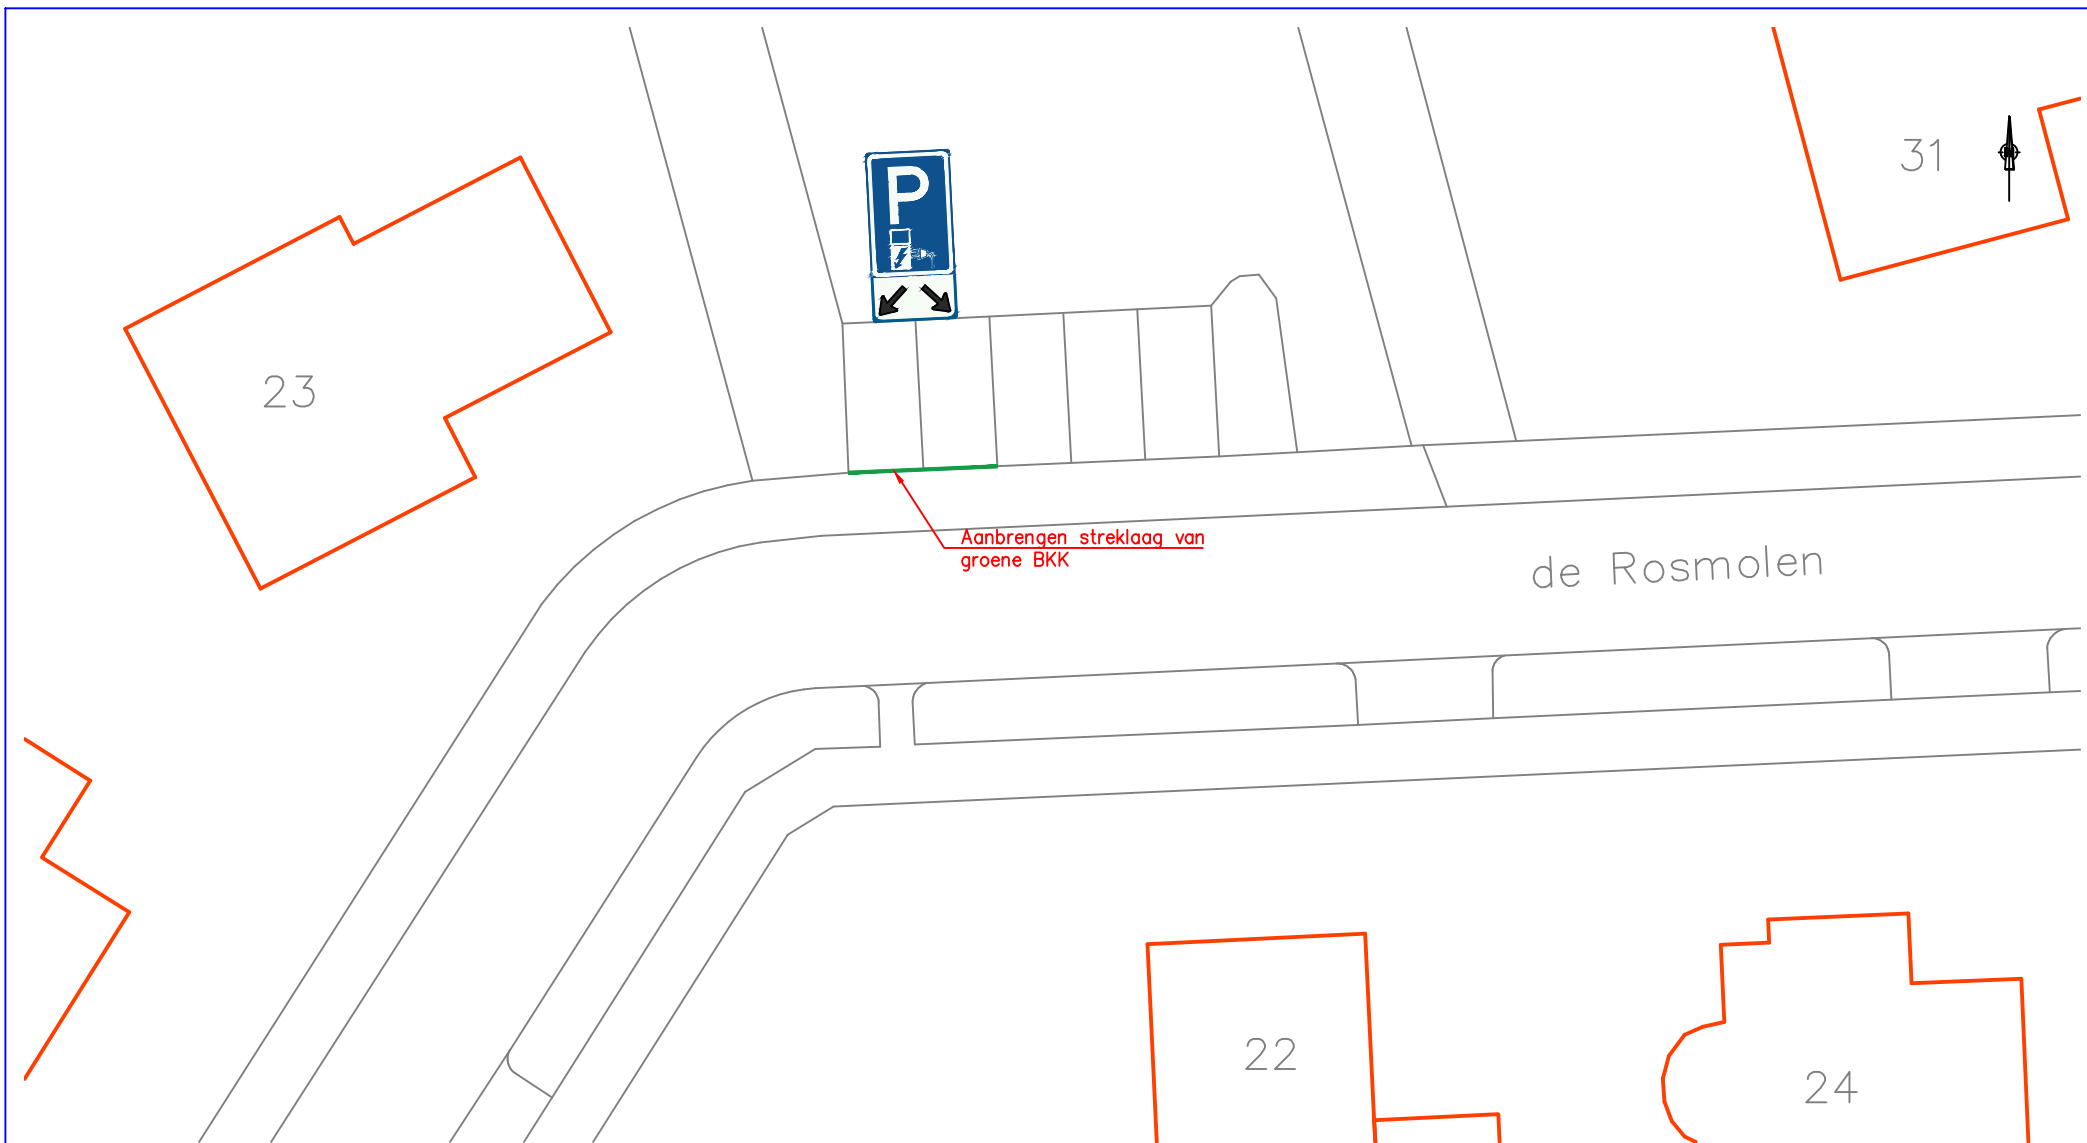 31
P
23
Aanbrengen streklaag van
groene BKK
de Rosmolen
22
24